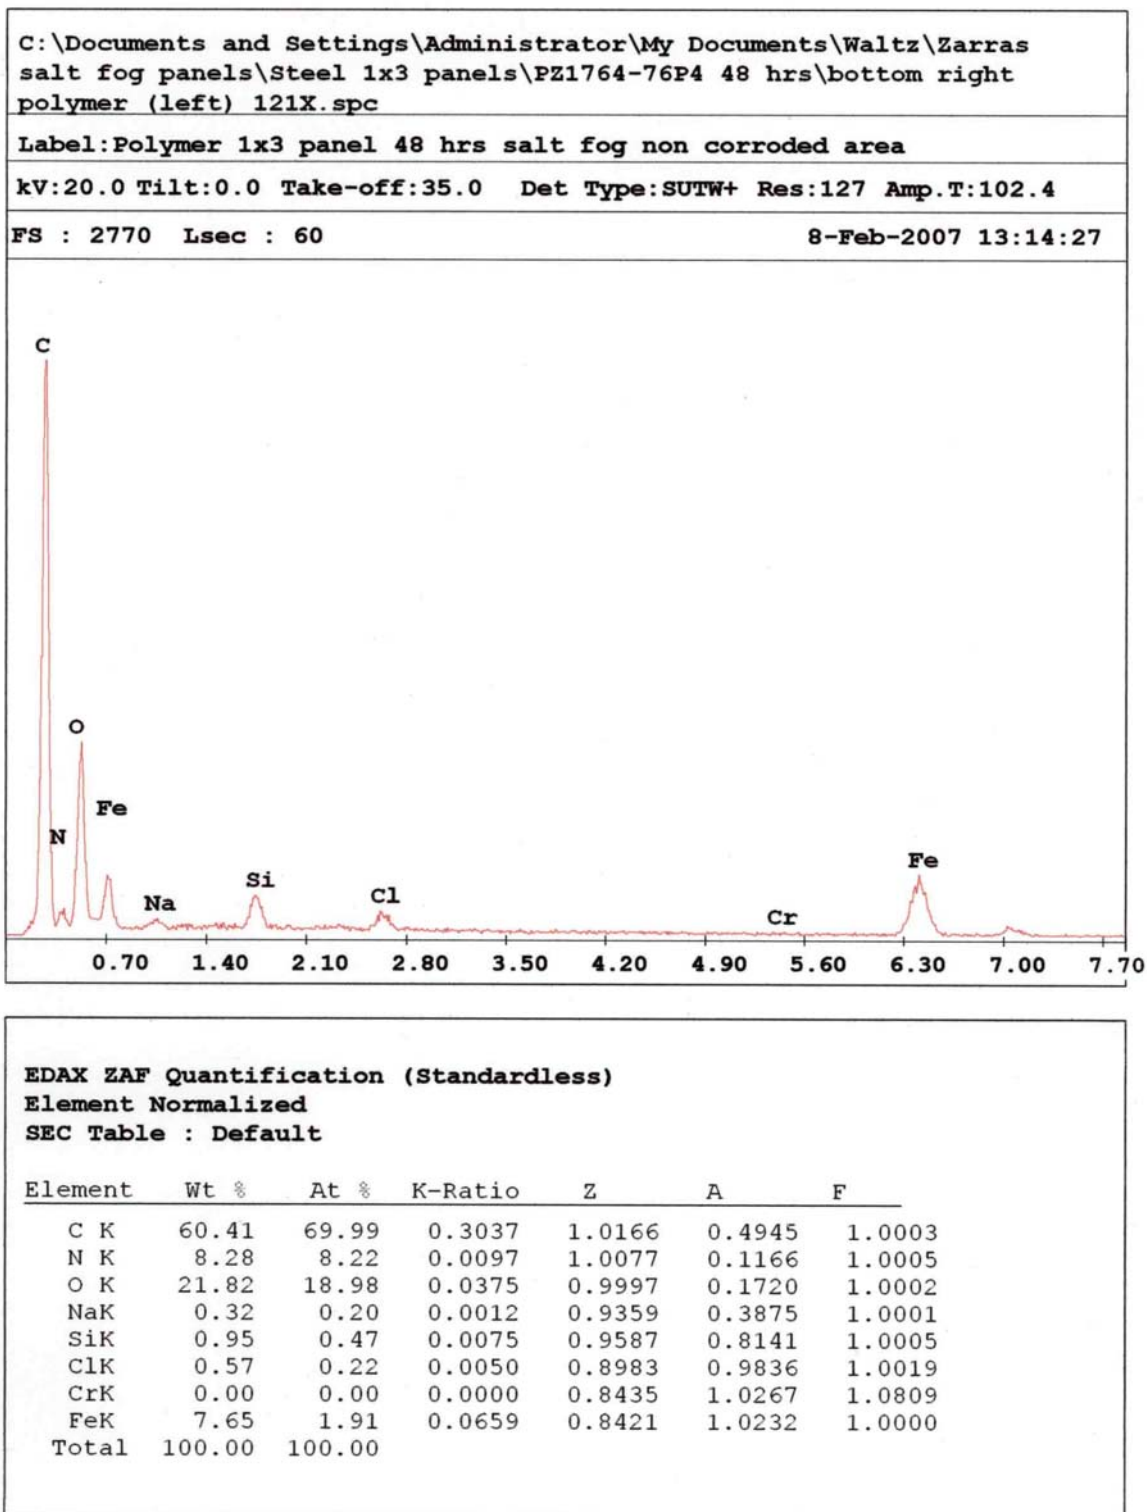 C:\Documents and Settings\Administrator\My Documents\Waltz\Zarras
salt fog panels\Steel 1x3 panels\PZ1764-76P4 48 hrs\bottom right
polymer (left) 121X.spc
Label:Polymer 1x3 panel 48 hrs salt fog non corroded area
kV:20.0 Tilt:0.0 Take-off:35.0 Det Type:SUTW+ Res:127 Amp.T:102.4
FS : 2770 Lsec : 60 8-Feb-2007 13:14:27
C
O
Fe
N
Na
Si
Cl
Cr
Fe
0.70 1.40 2.10 2.80 3.50 4.20 4.90 5.60 6.30 7.00 7.70
EDAX ZAF Quantification (Standardless)
Element Normalized
SEC Table : Default
Element Wt % At % K-Ratio Z A F
C K 60.41 69.99 0.3037 1.0166 0.4945 1.0003
N K 8.28 8.22 0.0097 1.0077 0.1166 1.0005
O K 21.82 18.98 0.0375 0.9997 0.1720 1.0002
NaK 0.32 0.20 0.0012 0.9359 0.3875 1.0001
SiK 0.95 0.47 0.0075 0.9587 0.8141 1.0005
ClK 0.57 0.22 0.0050 0.8983 0.9836 1.0019
CrK 0.00 0.00 0.0000 0.8435 1.0267 1.0809
FeK 7.65 1.91 0.0659 0.8421 1.0232 1.0000
Total 100.00 100.00